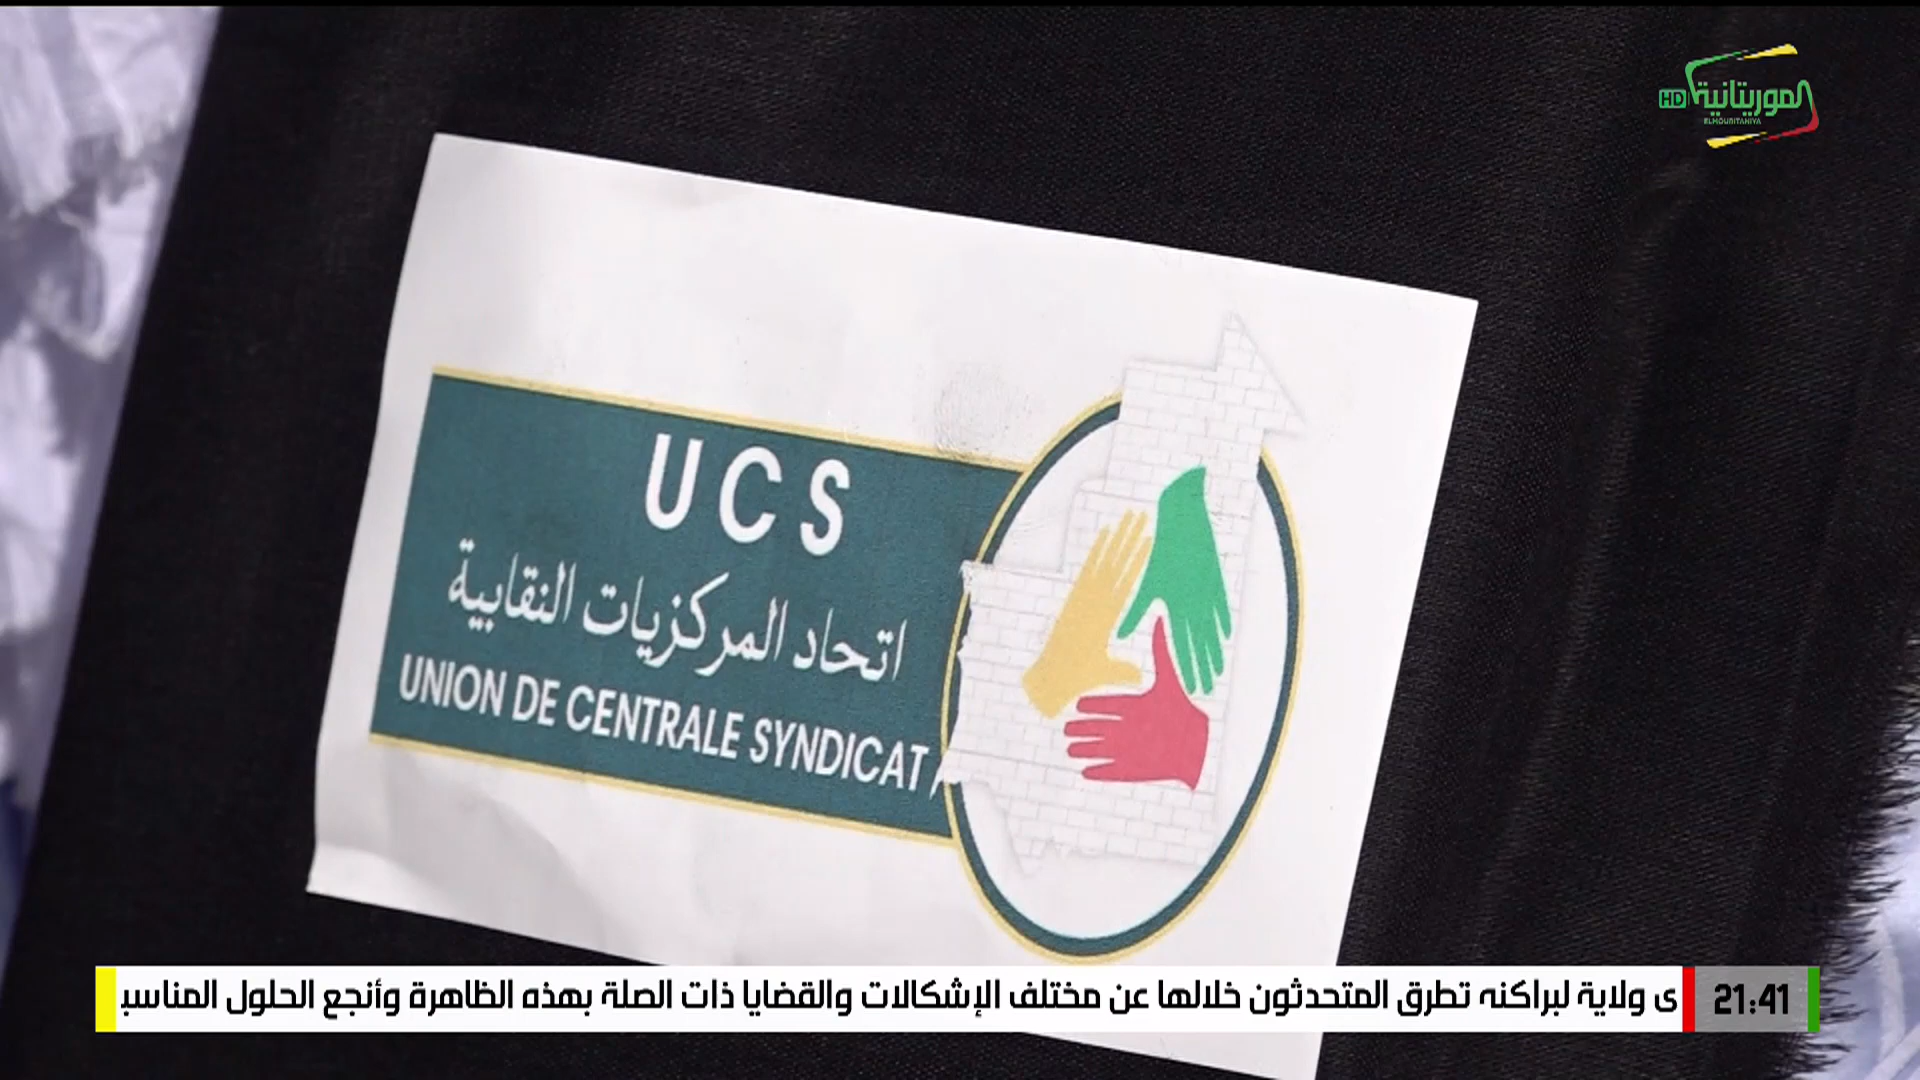 الموريتانية
HD
ELMOURITANIYA
UCS
اتحاد المركزيات النقابية
UNION DE CENTRALE SYNDICAT
ى ولاية لبراكنه تطرق المتحدثون خلالها عن مختلف الإشكالات والقضايا ذات الصلة بهذه الظاهرة وأنجع الحلول المناسب
21:41